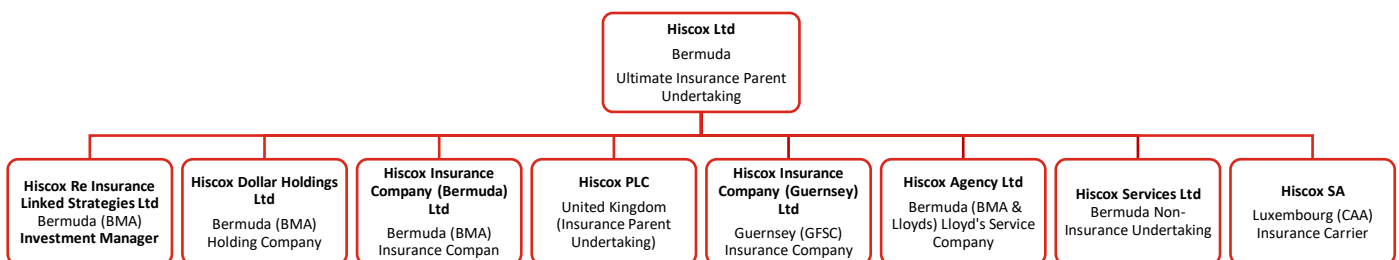 Hiscox Ltd
Bermuda
Ultimate Insurance Parent
Undertaking
Hiscox Re Insurance
Linked Strategies Ltd
Bermuda (BMA)
Investment Manager
Hiscox Dollar Holdings
Ltd
Bermuda (BMA)
Holding Company
Hiscox Insurance
Company (Bermuda)
Ltd
Bermuda (BMA)
Insurance Compan
Hiscox PLC
United Kingdom
(Insurance Parent
Undertaking)
Hiscox Insurance
Company (Guernsey)
Ltd
Guernsey (GFSC)
Insurance Company
Hiscox Agency Ltd
Bermuda (BMA &
Lloyds) Lloyd's Service
Company
Hiscox Services Ltd
Bermuda Non-
Insurance Undertaking
Hiscox SA
Luxembourg (CAA)
Insurance Carrier